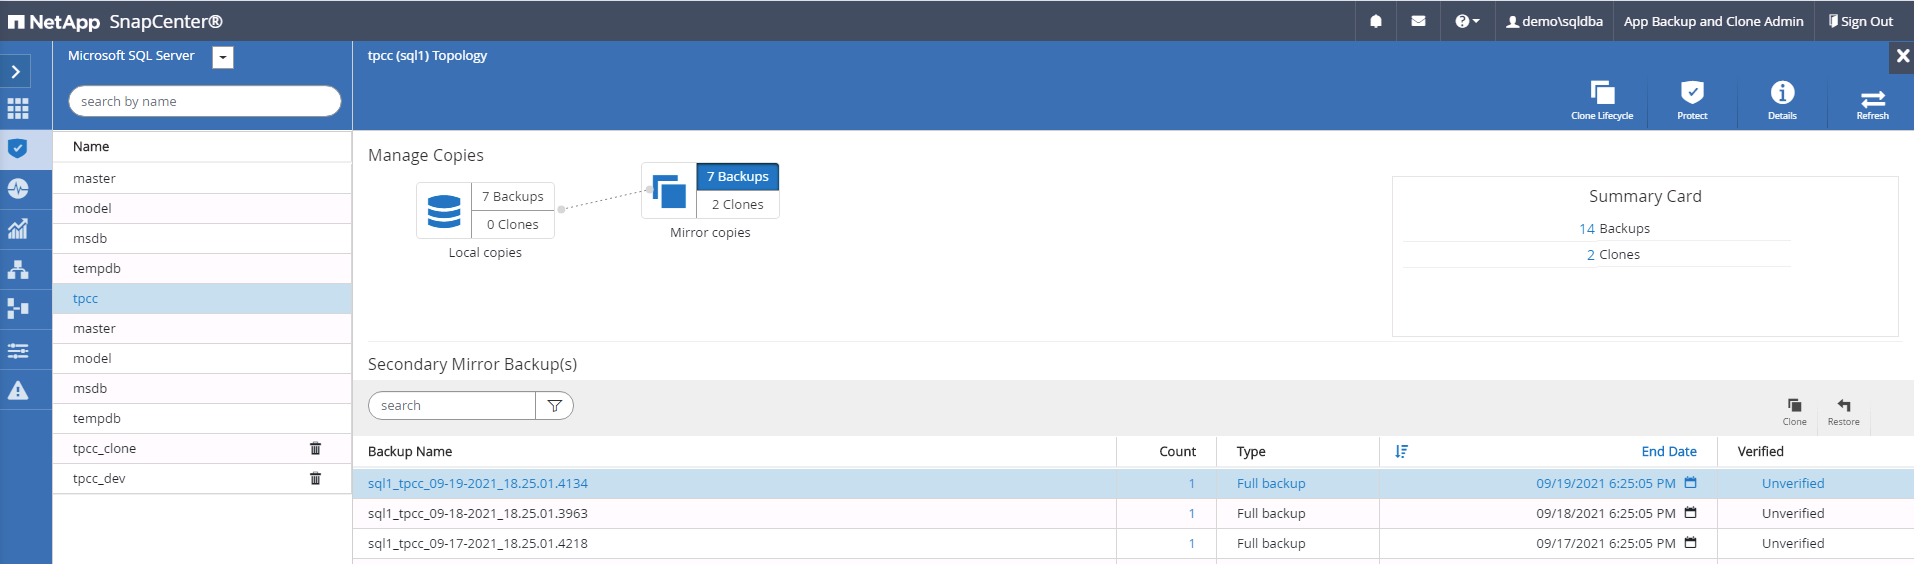 NetApp SnapCenter®
demo\sqldba
App Backup and Clone Admin
Sign Out
Microsoft SQL Server
search by name
Name
master
model
msdb
tempdb
tpcc
master
model
msdb
tempdb
tpcc_clone
tpcc_dev
tpcc (sql1) Topology
Clone Lifecycle
Protect
Details
Refresh
Manage Copies
7 Backups
0 Clones
Local copies
7 Backups
2 Clones
Mirror copies
Summary Card
14 Backups
2 Clones
Secondary Mirror Backup(s)
search
Clone
Restore
Backup Name Count Type End Date Verified
sql1_tpcc_09-19-2021_18.25.01.4134 1 Full backup 09/19/2021 6:25:05 PM Unverified
sql1_tpcc_09-18-2021_18.25.01.3963 1 Full backup 09/18/2021 6:25:05 PM Unverified
sql1_tpcc_09-17-2021_18.25.01.4218 1 Full backup 09/17/2021 6:25:05 PM Unverified